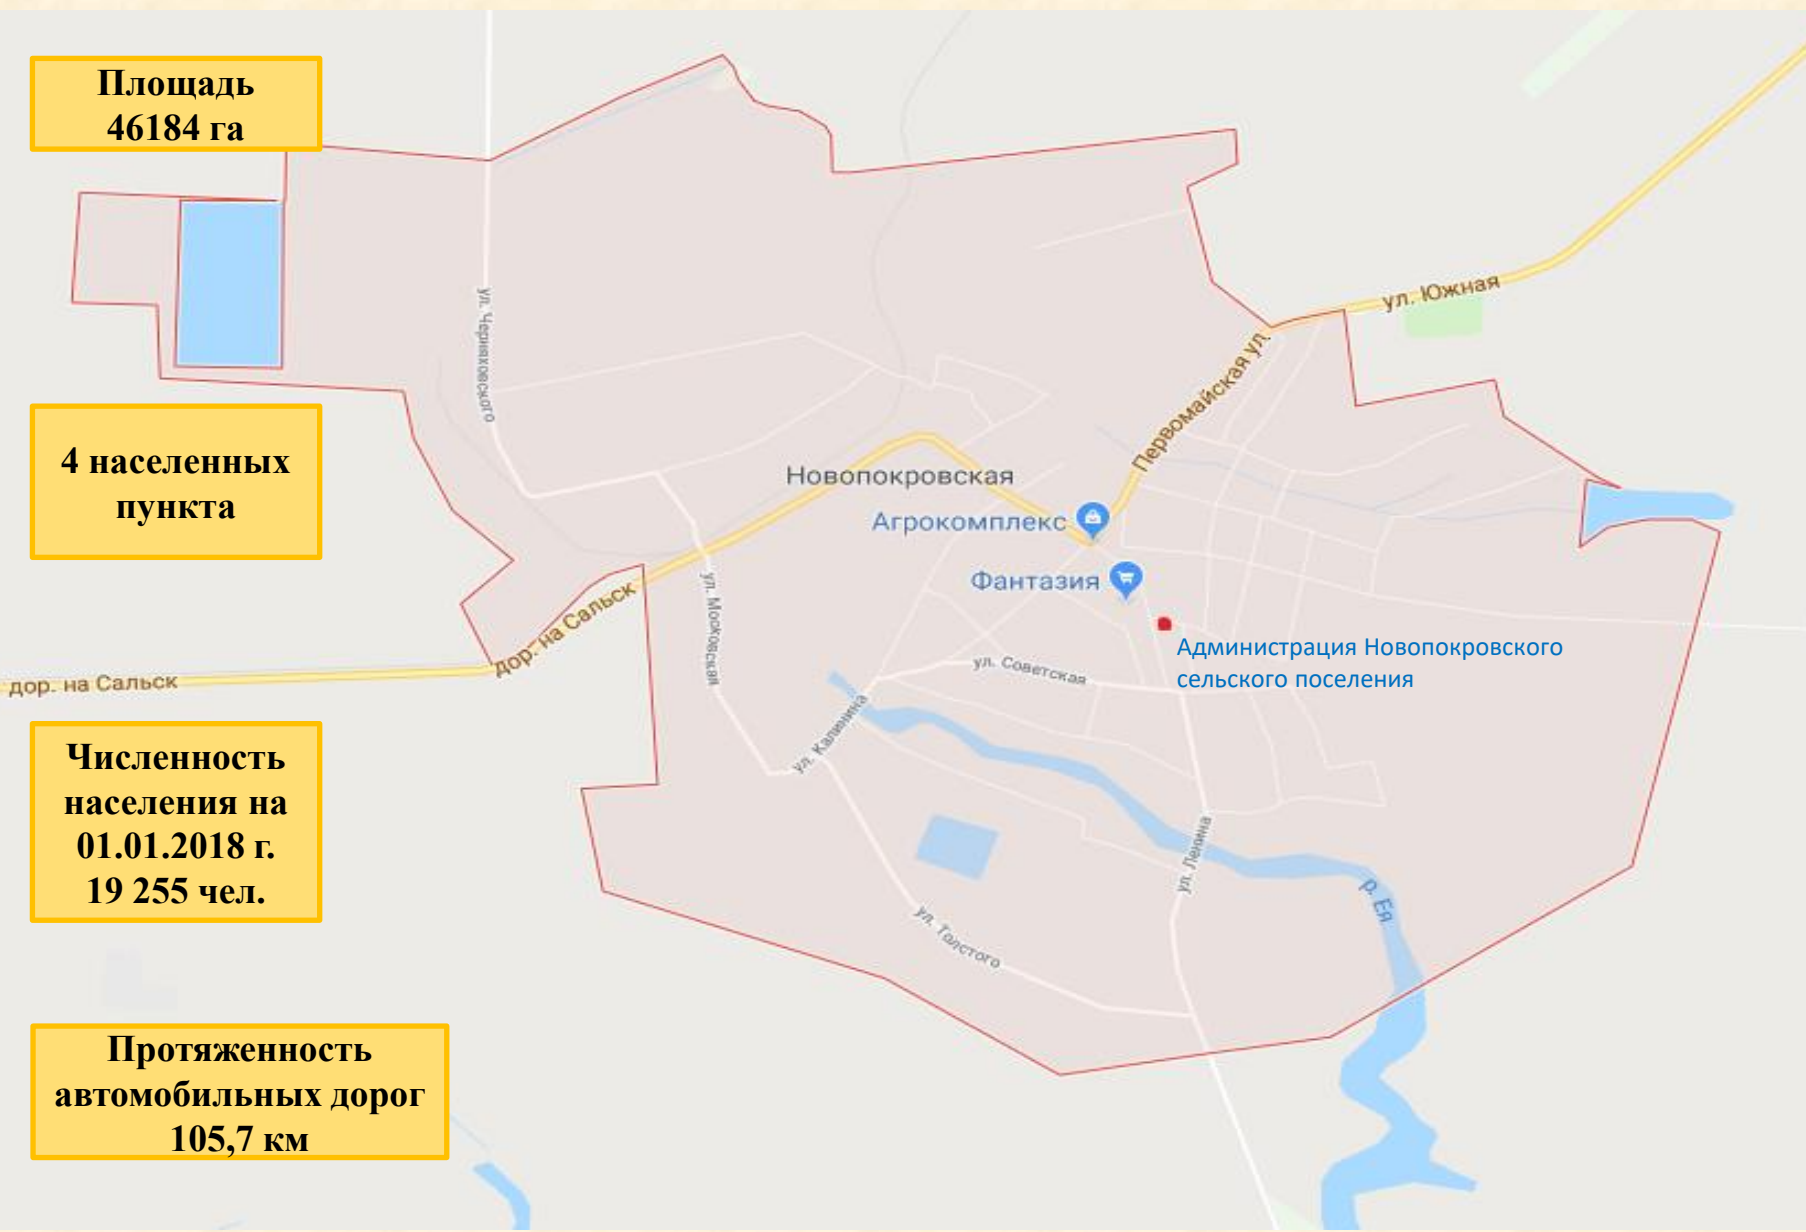 Площадь
46184 га
4 населенных
пункта
Численность
населения на
01.01.2018 г.
19 255 чел.
Протяженность
автомобильных дорог
105,7 км
ул. Южная
ул. Черняховского
Первомайская ул.
Новопокровская
Агрокомплекс
Фантазия
дор. на Сальск
дор. на Сальск
ул. Московская
Администрация Новопокровского
сельского поселения
ул. Советская
ул. Калинина
ул. Ленина
р. Ея
ул. Толстого